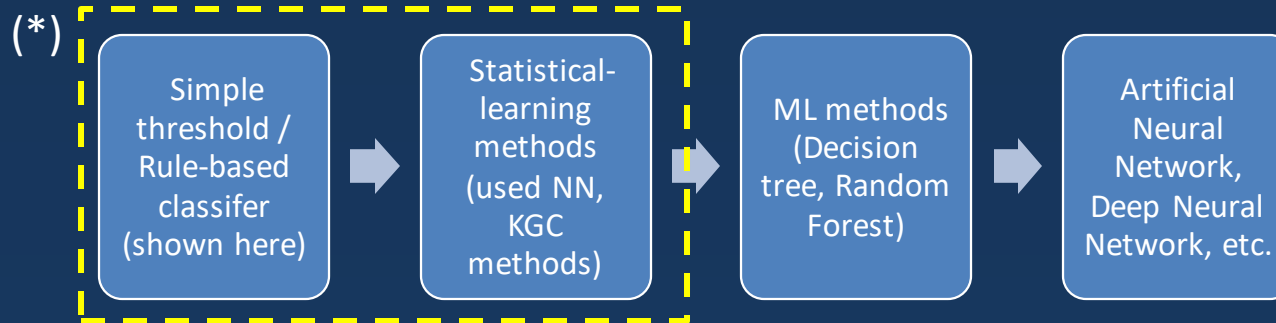 (*)
Simple
threshold /
Rule-based
classifer
(shown here)
Statistical-
learning
methods
(used NN,
KGC
methods)
ML methods
(Decision
tree, Random
Forest)
Artificial
Neural
Network,
Deep Neural
Network, etc.